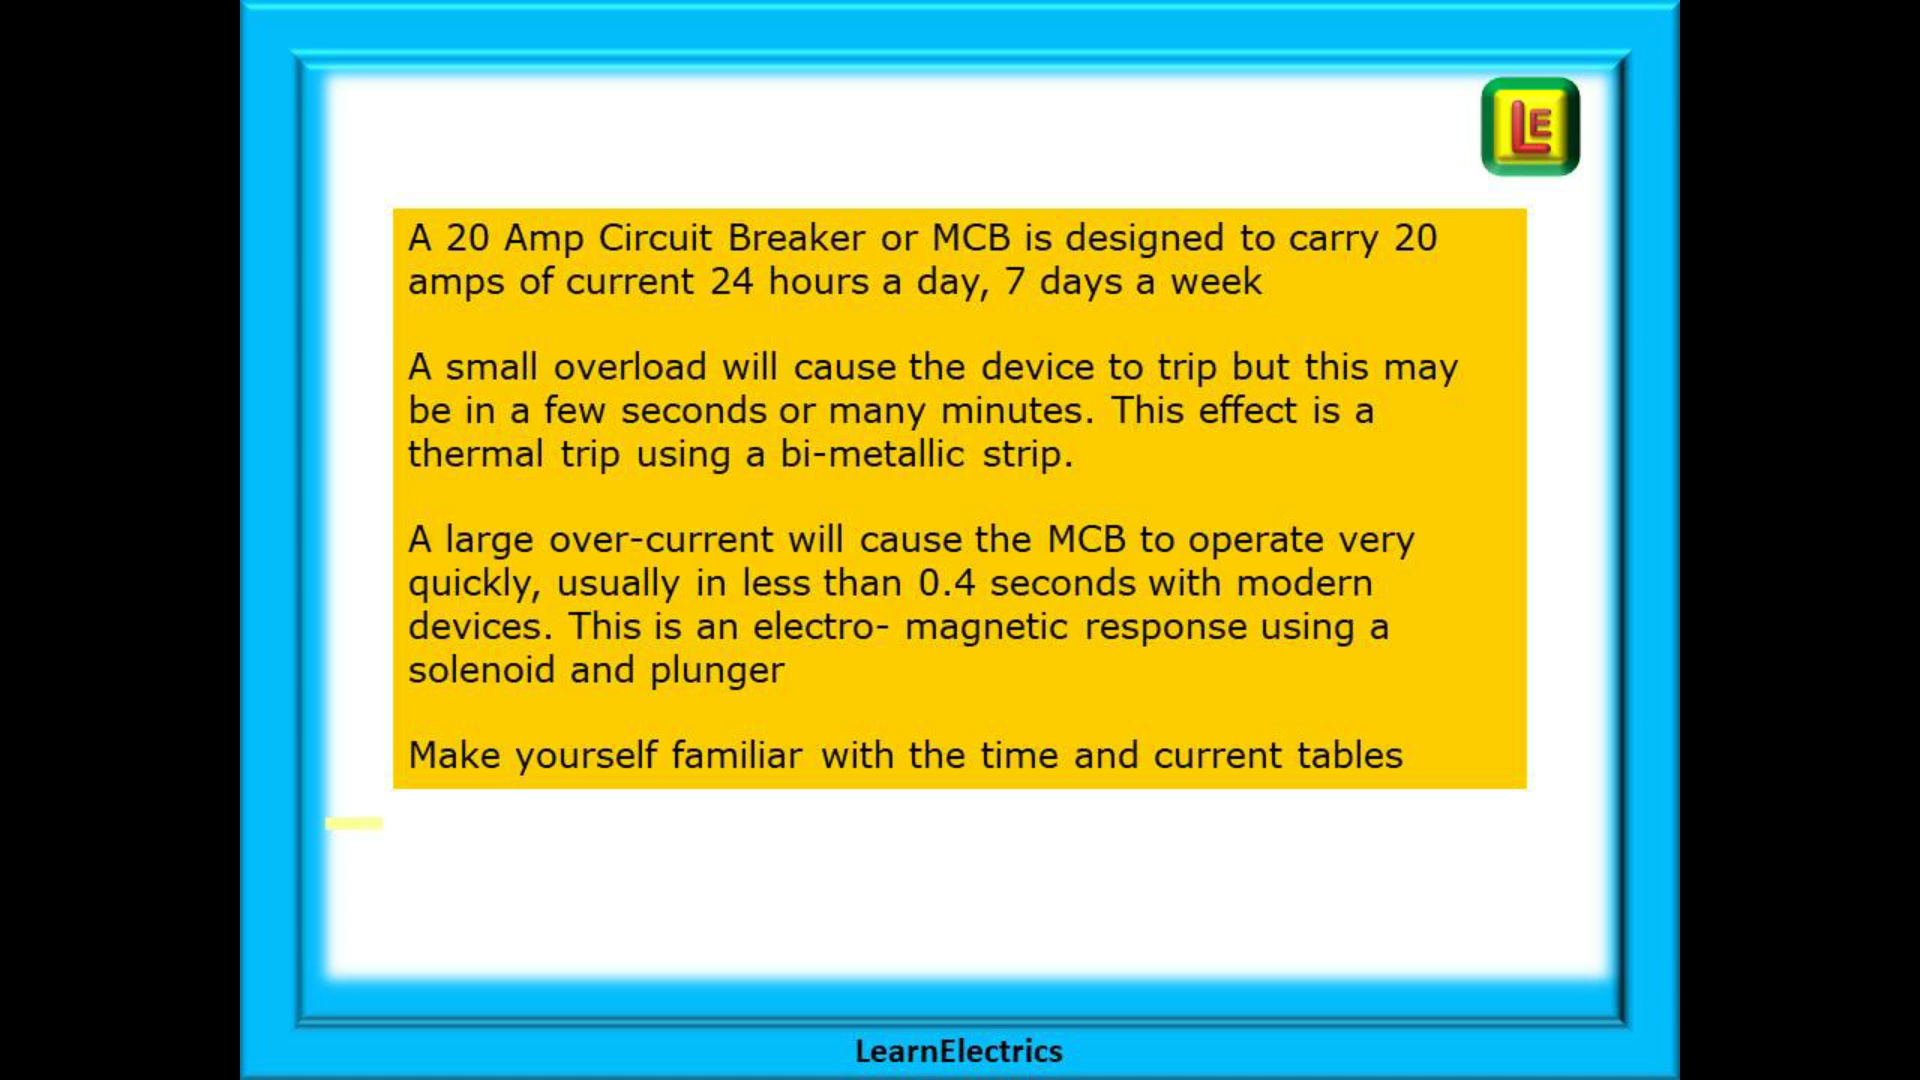 LE
A 20 Amp Circuit Breaker or MCB is designed to carry 20
amps of current 24 hours a day, 7 days a week
A small overload will cause the device to trip but this may
be in a few seconds or many minutes. This effect is a
thermal trip using a bi-metallic strip.
A large over-current will cause the MCB to operate very
quickly, usually in less than 0.4 seconds with modern
devices. This is an electro- magnetic response using a
solenoid and plunger
Make yourself familiar with the time and current tables
LearnElectrics